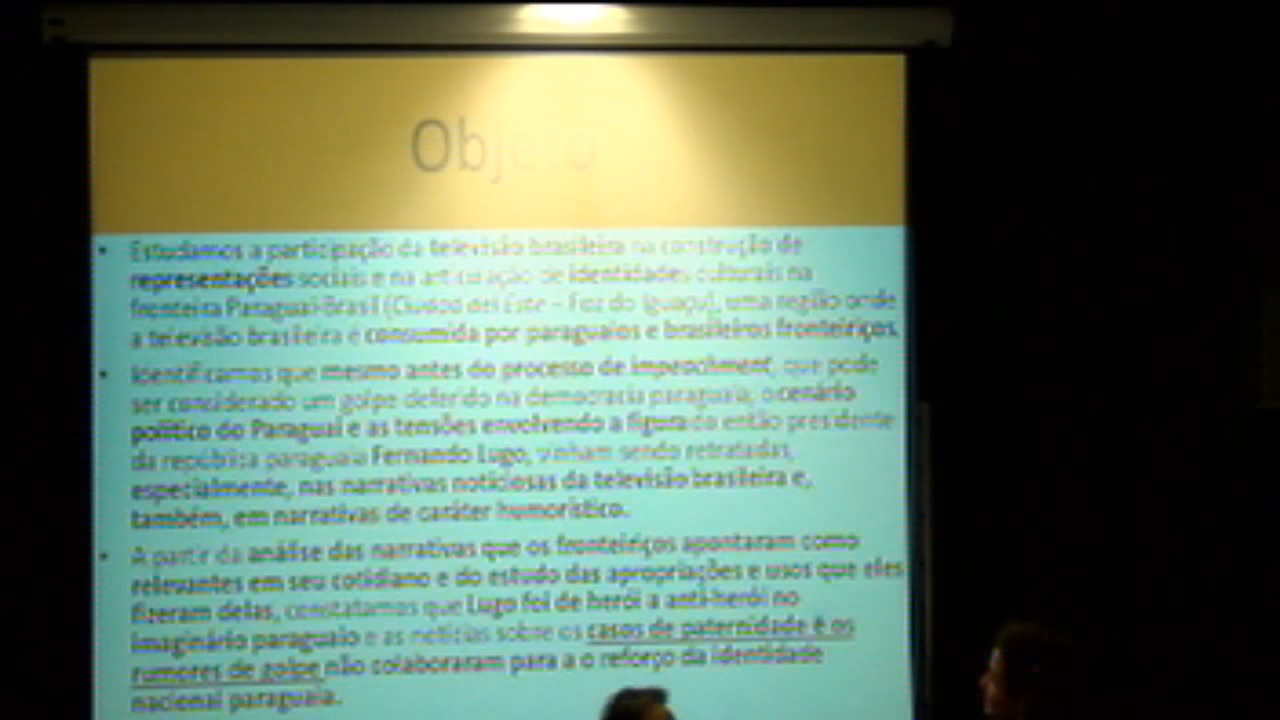 Objeto
• Estudamos a participação da televisão brasileira na construção de
representações sociais e na articulação de identidades culturais na
fronteira Paraguai-Brasil (Ciudad del Este – Foz do Iguaçu), uma região onde
a televisão brasileira é consumida por paraguaios e brasileiros fronteiriços.
• Identificamos que mesmo antes do processo de impeachment, que pode
ser considerado um golpe deferido na democracia paraguaia, o cenário
político do Paraguai e as tensões envolvendo a figura do então presidente
da república paraguaia Fernando Lugo, vinham sendo retratadas,
especialmente, nas narrativas noticiosas da televisão brasileira e,
também, em narrativas de caráter humorístico.
• A partir da análise das narrativas que os fronteiriços apontaram como
relevantes em seu cotidiano e do estudo das apropriações e usos que eles
fizeram delas, constatamos que Lugo foi de herói a anti-herói no
imaginário paraguaio e as notícias sobre os casos de paternidade é os
rumores de golpe não colaboraram para a o reforço da identidade
nacional paraguaia.